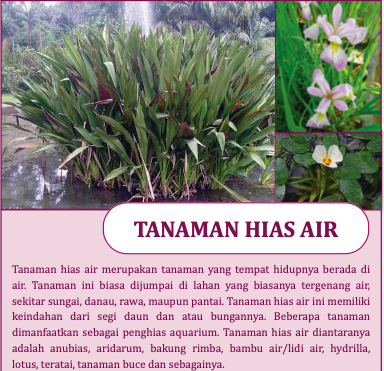 TANAMAN HIAS AIR
Tanaman hias air merupakan tanaman yang tempat hidupnya berada di
air. Tanaman ini biasa dijumpai di lahan yang biasanya tergenang air,
sekitar sungai, danau, rawa, maupun pantai. Tanaman hias air ini memiliki
keindahan dari segi daun dan atau bungannya. Beberapa tanaman
dimanfaatkan sebagai penghias aquarium. Tanaman hias air diantaranya
adalah anubias, aridarum, bakung rimba, bambu air/lidi air, hydrilla,
lotus, teratai, tanaman buce dan sebagainya.